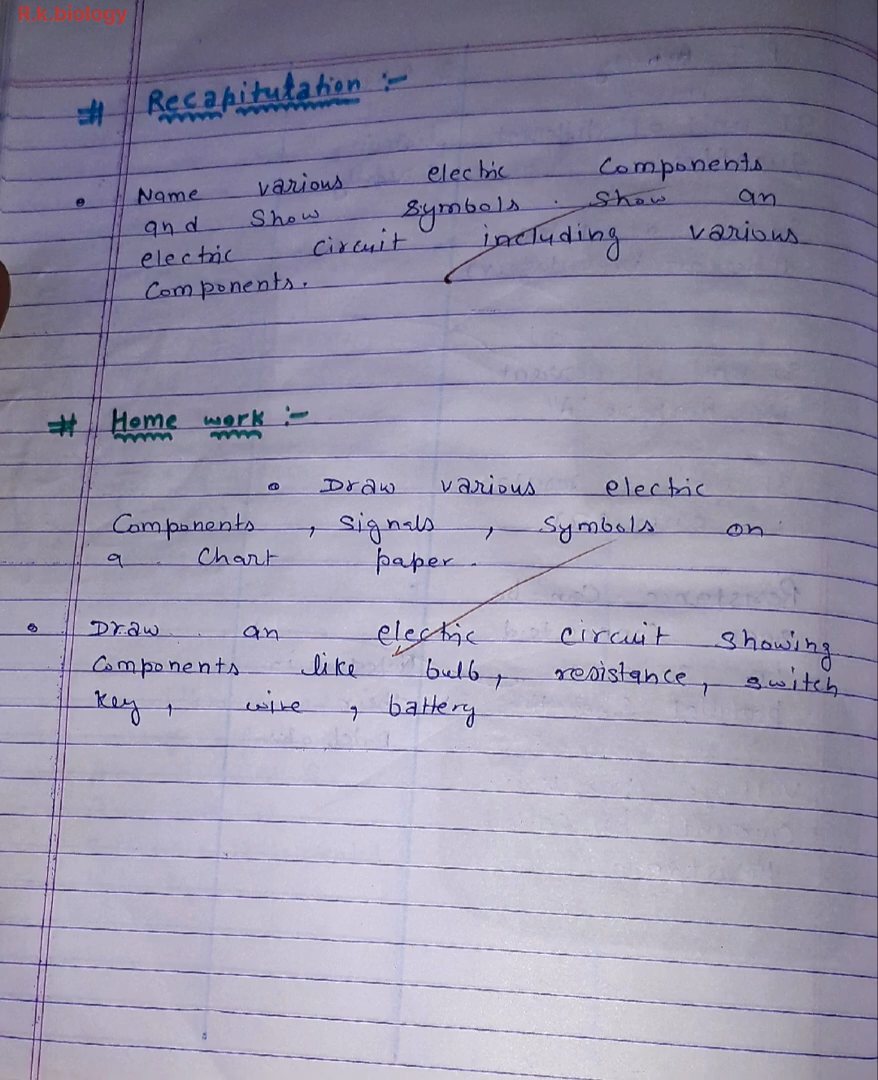 R.k.biology
# Recapitulation :-
• Name various electric Components
and Show Symbols. Show an
electric circuit including various
Components.
# Home work :-
• Draw various electric
Components, signals, Symbols on
a Chart paper.
• Draw an electric circuit showing
Components like bulb, resistance, switch
key, wire, battery